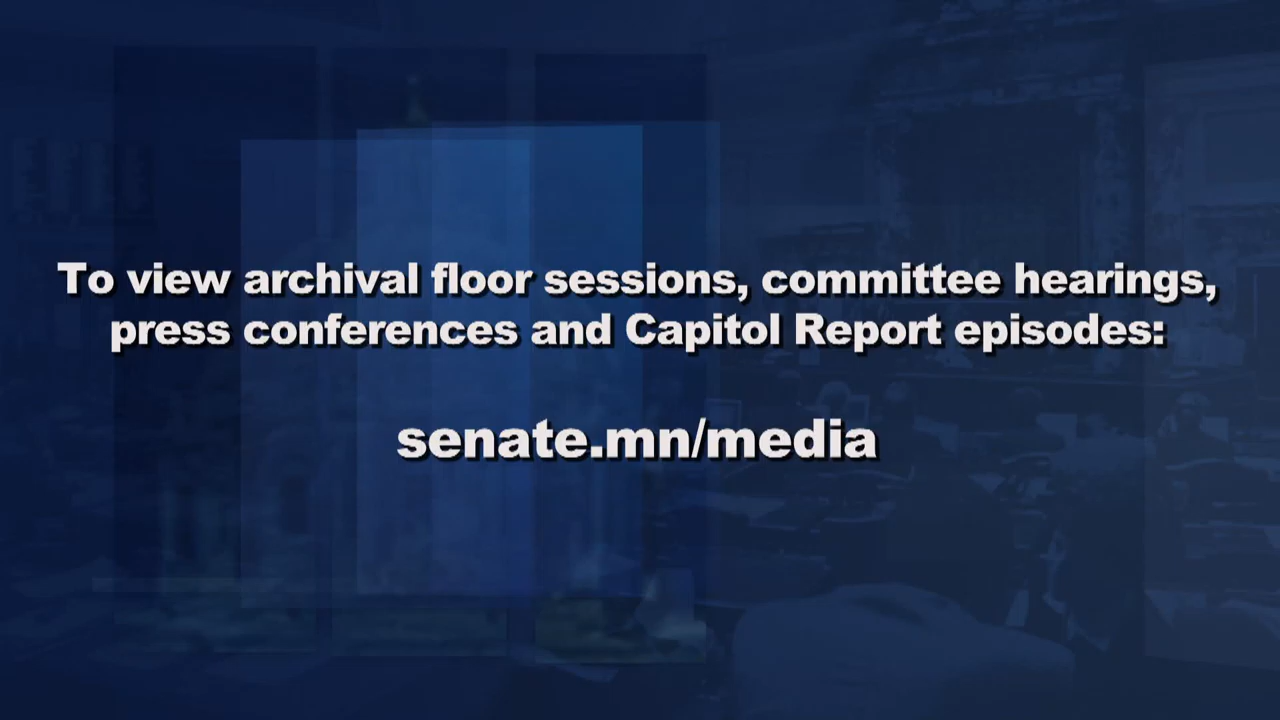 To view archival floor sessions, committee hearings,
press conferences and Capitol Report episodes:
senate.mn/media